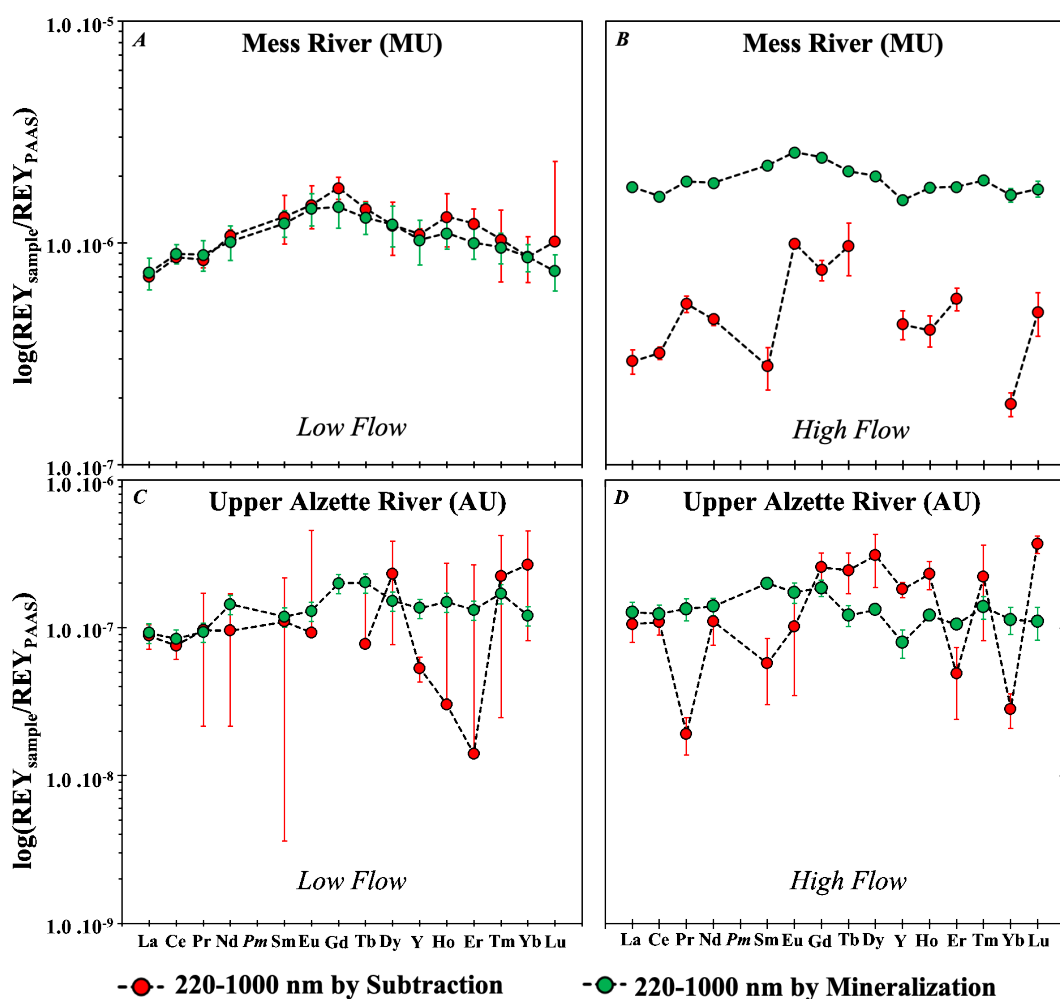 1.0 .10-5
A
Mess River (MU)
B
Mess River (MU)
log(REYsample/REYPAAS)
1.0 .10-6
Low Flow
High Flow
1.0 .10-7
1.0 .10-6
C
Upper Alzette River (AU)
D
Upper Alzette River (AU)
log(REYsample/REYPAAS)
1.0 .10-7
1.0 .10-8
Low Flow
High Flow
1.0 .10-9
La Ce Pr Nd Pm Sm Eu Gd Tb Dy Y Ho Er Tm Yb Lu
La Ce Pr Nd Pm Sm Eu Gd Tb Dy Y Ho Er Tm Yb Lu
220-1000 nm by Subtraction
220-1000 nm by Mineralization